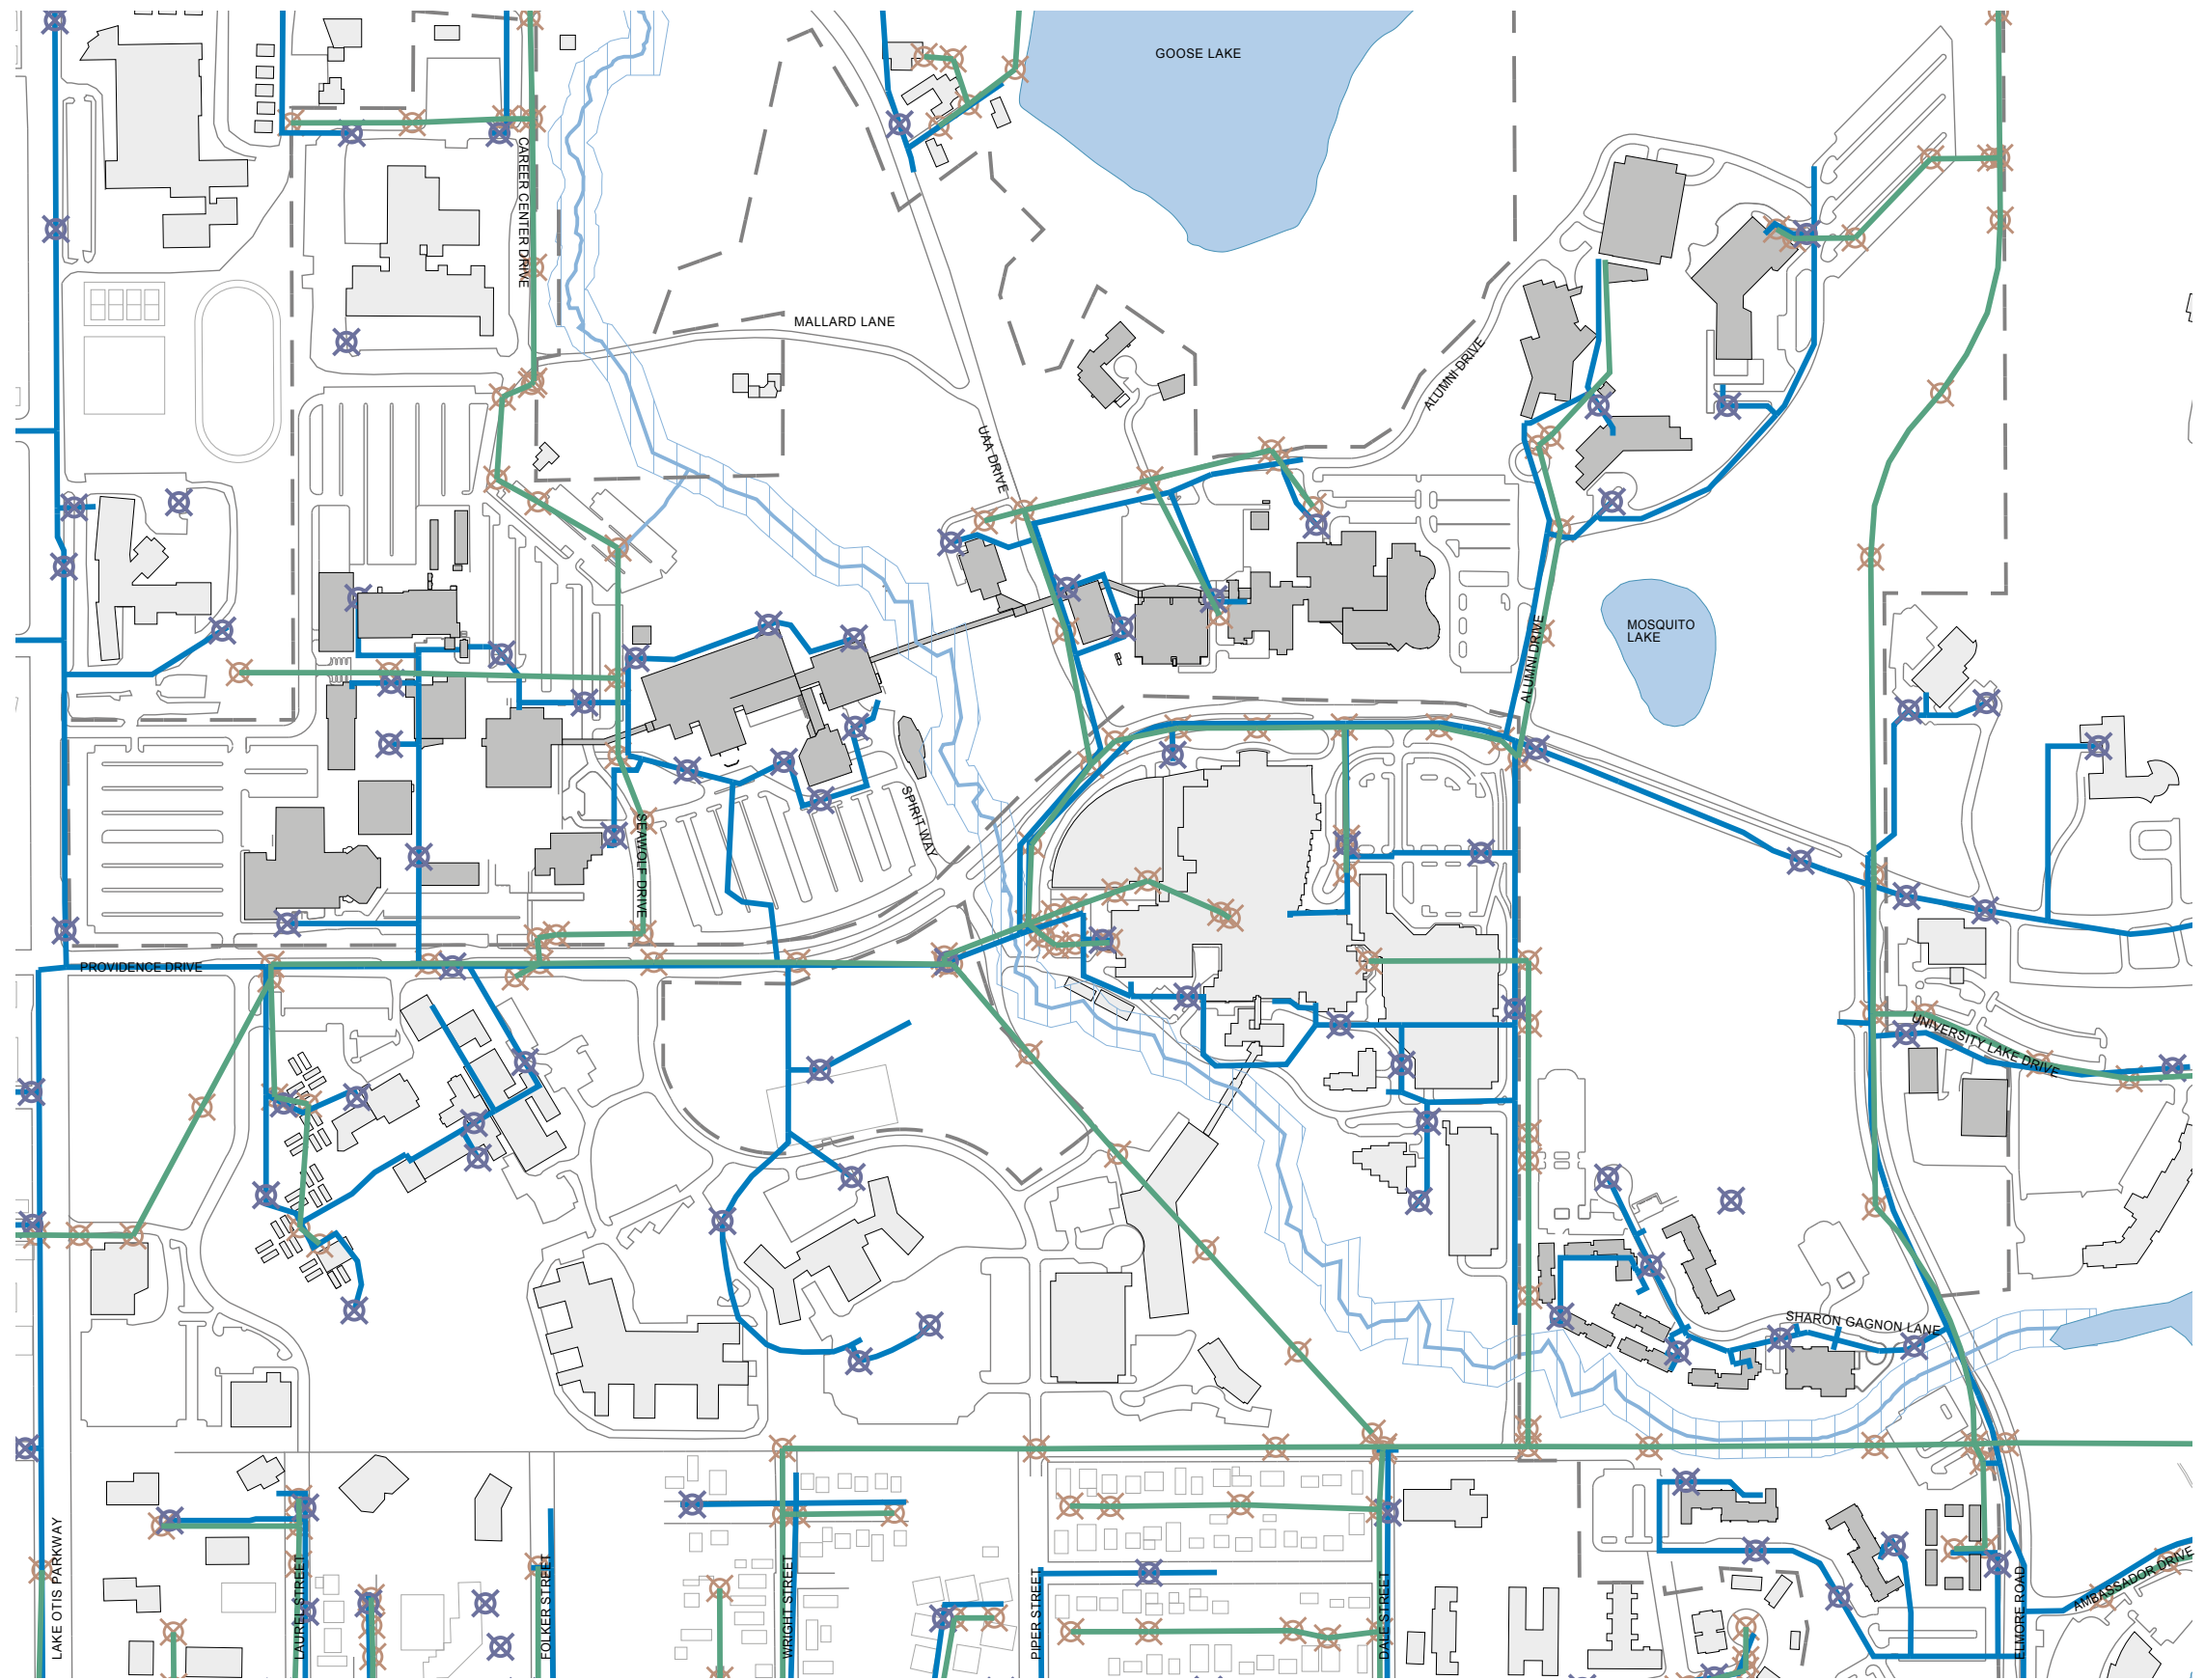 GOOSE LAKE
CAREER CENTER DRIVE
MALLARD LANE
ALUMNI DRIVE
UAA DRIVE
MOSQUITO
LAKE
ALUMNI DRIVE
SPIRIT WAY
SEAWOLF DRIVE
PROVIDENCE DRIVE
UNIVERSITY LAKE DRIVE
SHARON GAGNON LANE
LAKE OTIS PARKWAY
LAUREL STREET
FOLKER STREET
WRIGHT STREET
PIPER STREET
DALE STREET
ELMORE ROAD
AMBASSADOR DRIVE